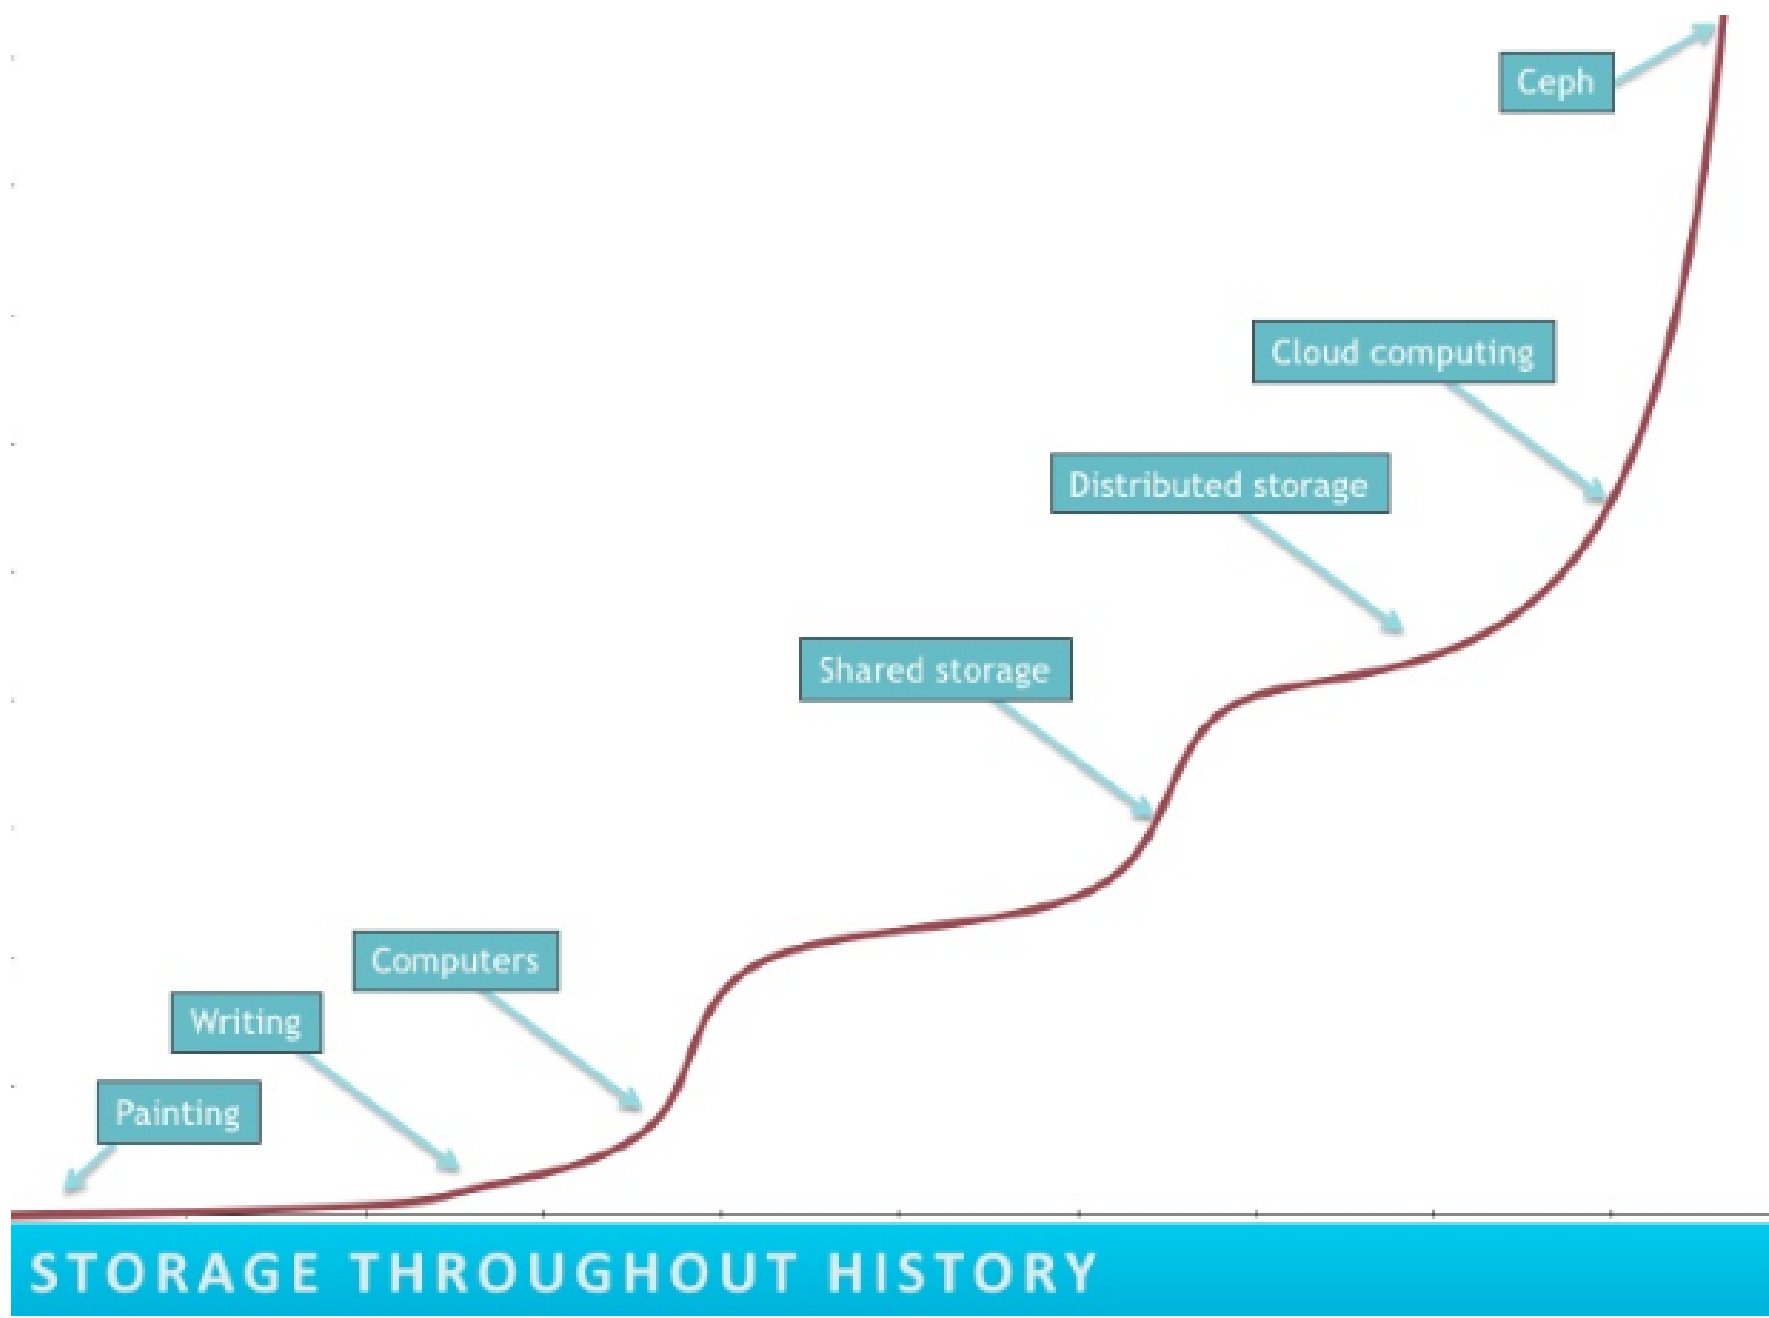 Ceph
Cloud computing
Distributed storage
Shared storage
Computers
Writing
Painting
STORAGE THROUGHOUT HISTORY